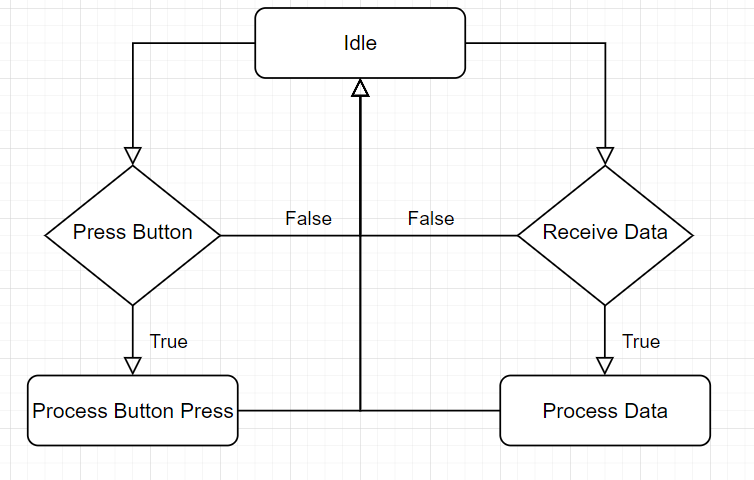 Idle
Press Button
False
False
Receive Data
True
True
Process Button Press
Process Data